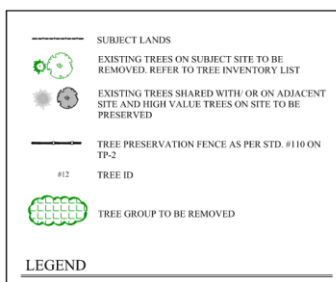 SUBJECT LANDS
EXISTING TREES ON SUBJECT SITE TO BE
REMOVED. REFER TO TREE INVENTORY LIST
EXISTING TREES SHARED WITH/ OR ON ADJACENT
SITE AND HIGH VALUE TREES ON SITE TO BE
PRESERVED
TREE PRESERVATION FENCE AS PER STD. #110 ON
TP-2
#12 TREE ID
TREE GROUP TO BE REMOVED
LEGEND